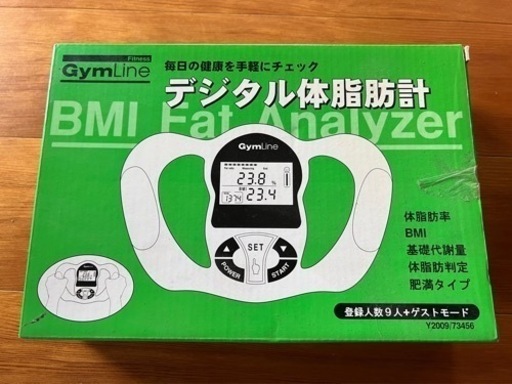 Fitness
GymLine
毎日の健康を手軽にチェック
デジタル体脂肪計
BMI Fat Analyzer
GymLine
23.8 %
BMI
1374 23.4
SET
POWER
START
体脂肪率
BMI
基礎代謝量
体脂肪判定
肥満タイプ
登録人数9人+ゲストモード
Y2009/73456